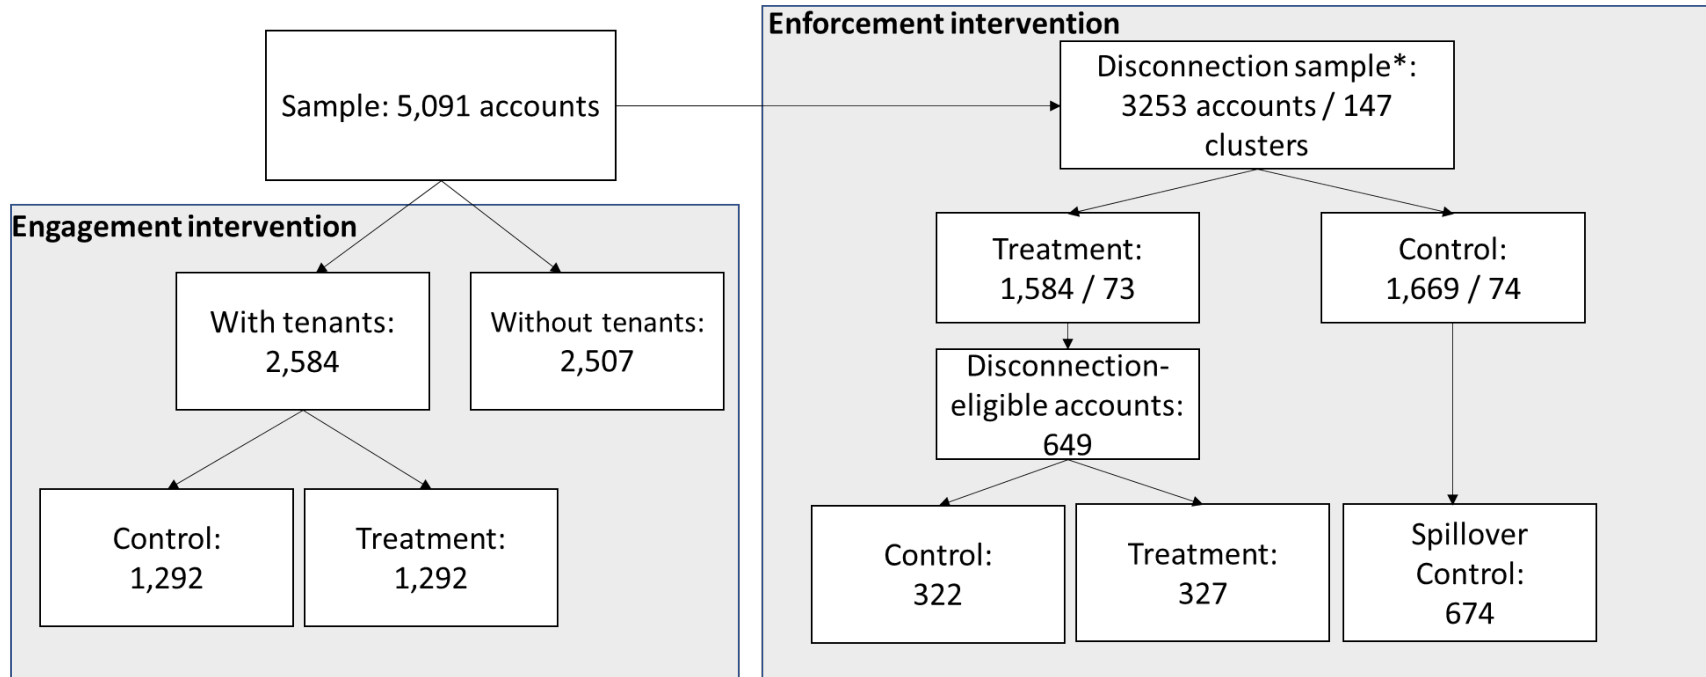 Enforcement intervention
Sample: 5,091 accounts
Disconnection sample*:
3253 accounts / 147
clusters
Engagement intervention
With tenants:
2,584
Without tenants:
2,507
Control:
1,292
Treatment:
1,292
Treatment:
1,584 / 73
Control:
1,669 / 74
Disconnection-
eligible accounts:
649
Control:
322
Treatment:
327
Spillover
Control:
674